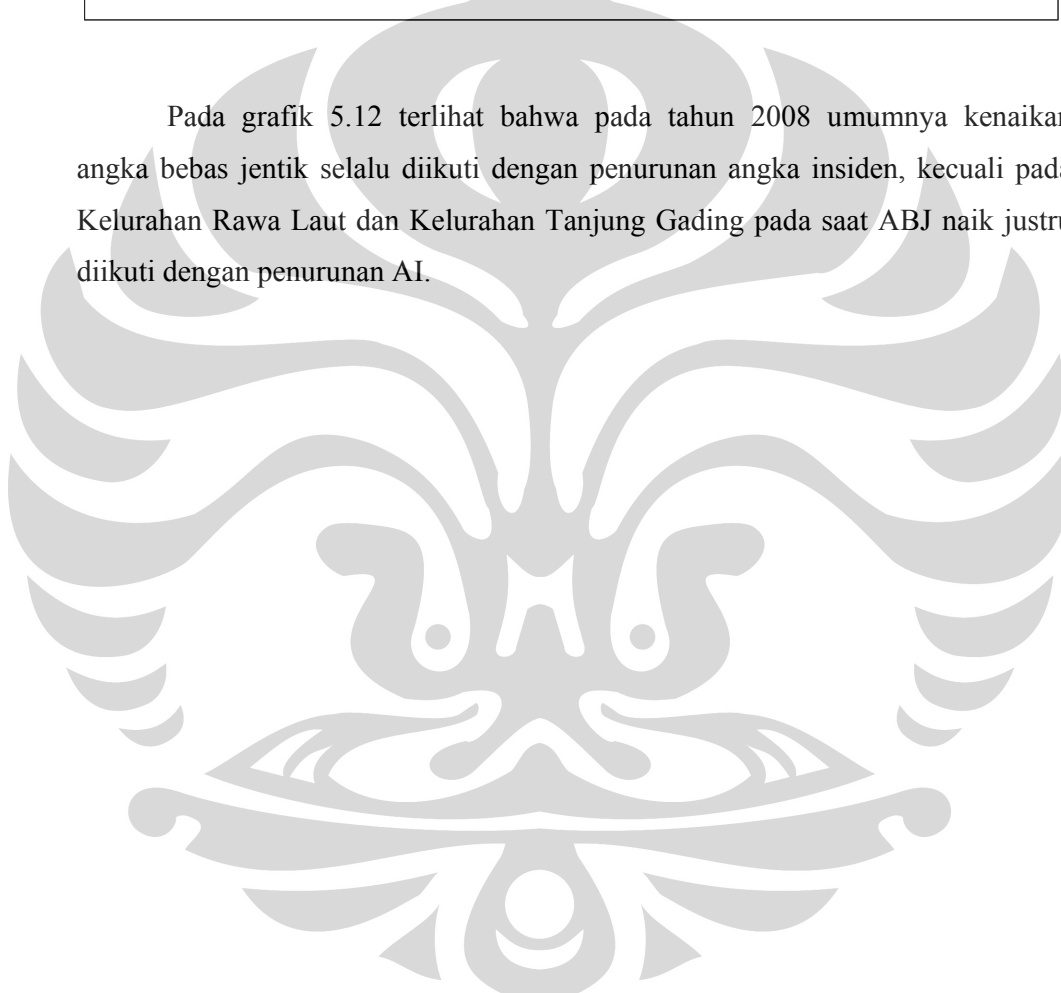 Pada grafik 5.12 terlihat bahwa pada tahun 2008 umumnya kenaikan
angka bebas jentik selalu diikuti dengan penurunan angka insiden, kecuali pada
Kelurahan Rawa Laut dan Kelurahan Tanjung Gading pada saat ABJ naik justru
diikuti dengan penurunan AI.